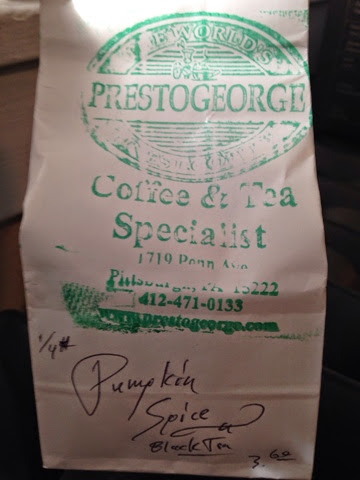 THE WORLD'S
PRESTOGEORGE
Coffee & Tea
Specialist
1719 Penn Ave
Pittsburgh, PA 15222
412-471-0133
www.prestogeorge.com
1/4#
Pumpkin
Spice
Black Tea
3.60